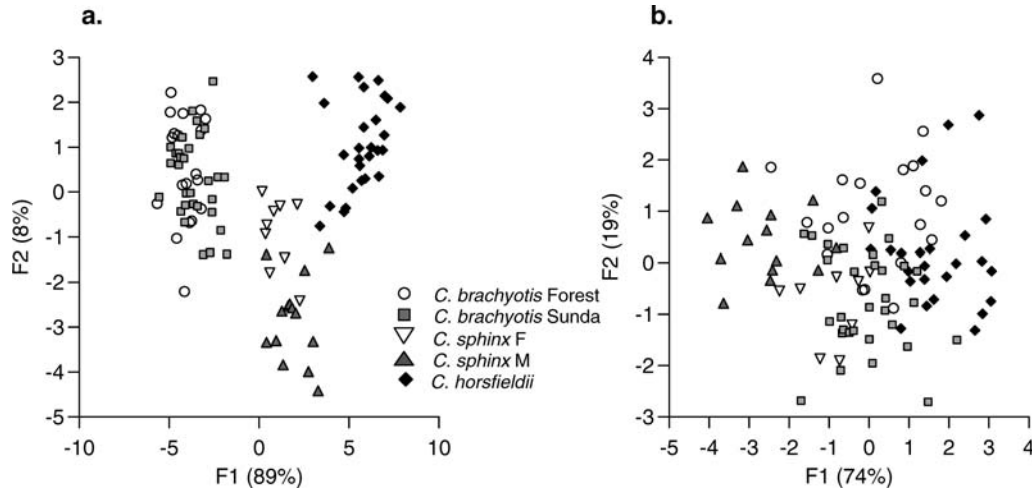 a.
3
2
1
0
-1
-2
-3
-4
-5
F2 (8%)
-10
-5
0
5
10
F1 (89%)
C. brachyotis Forest
C. brachyotis Sunda
C. sphinx F
C. sphinx M
C. horsfieldii
b.
4
3
2
1
0
-1
-2
-3
F2 (19%)
-5
-4
-3
-2
-1
0
1
2
3
4
F1 (74%)